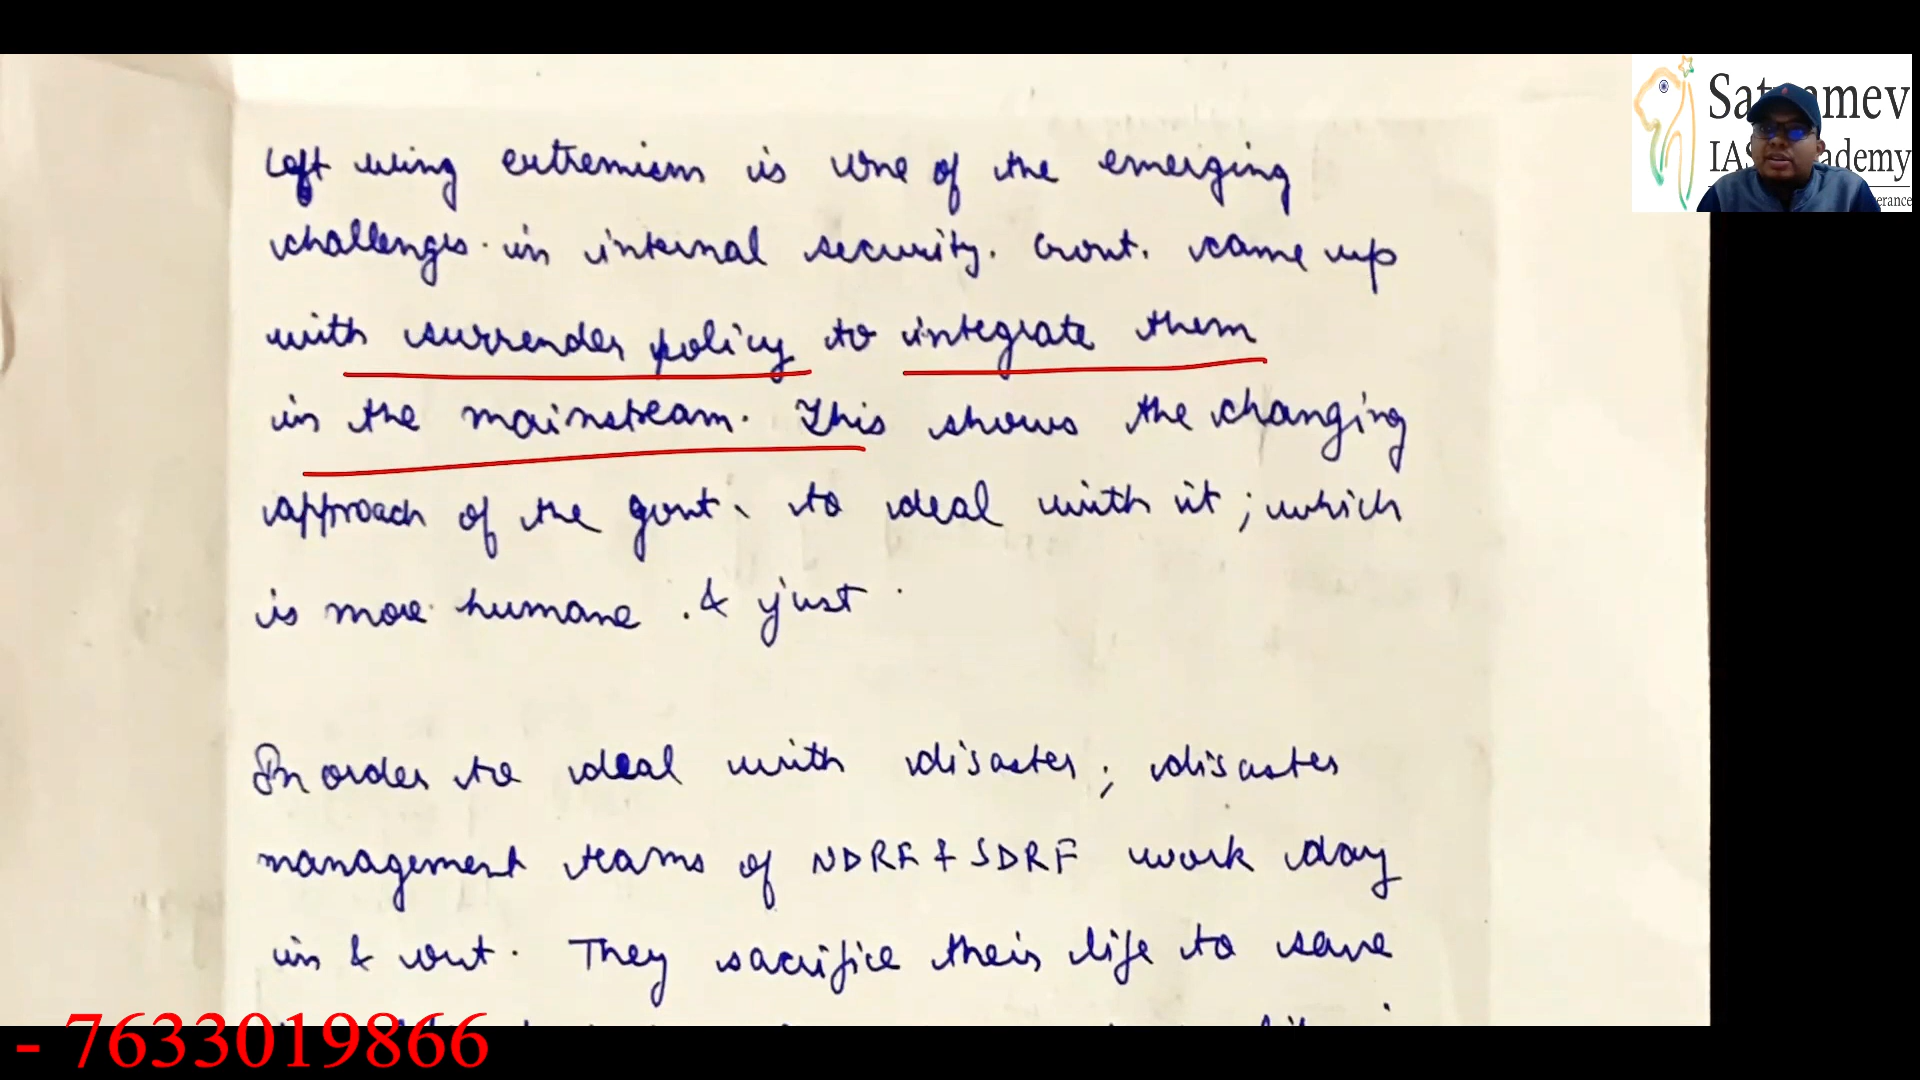 Satyamev
IAS Academy
erance
Left wing extremism is one of the emerging
challenges in internal security. Govt. came up
with surrender policy to integrate them
in the mainstream. This shows the changing
approach of the govt. to deal with it ; which
is more humane & just
In order to deal with disaster ; disaster
management teams of NDRF & SDRF work day
in & out. They sacrifice their life to save
- 7633019866